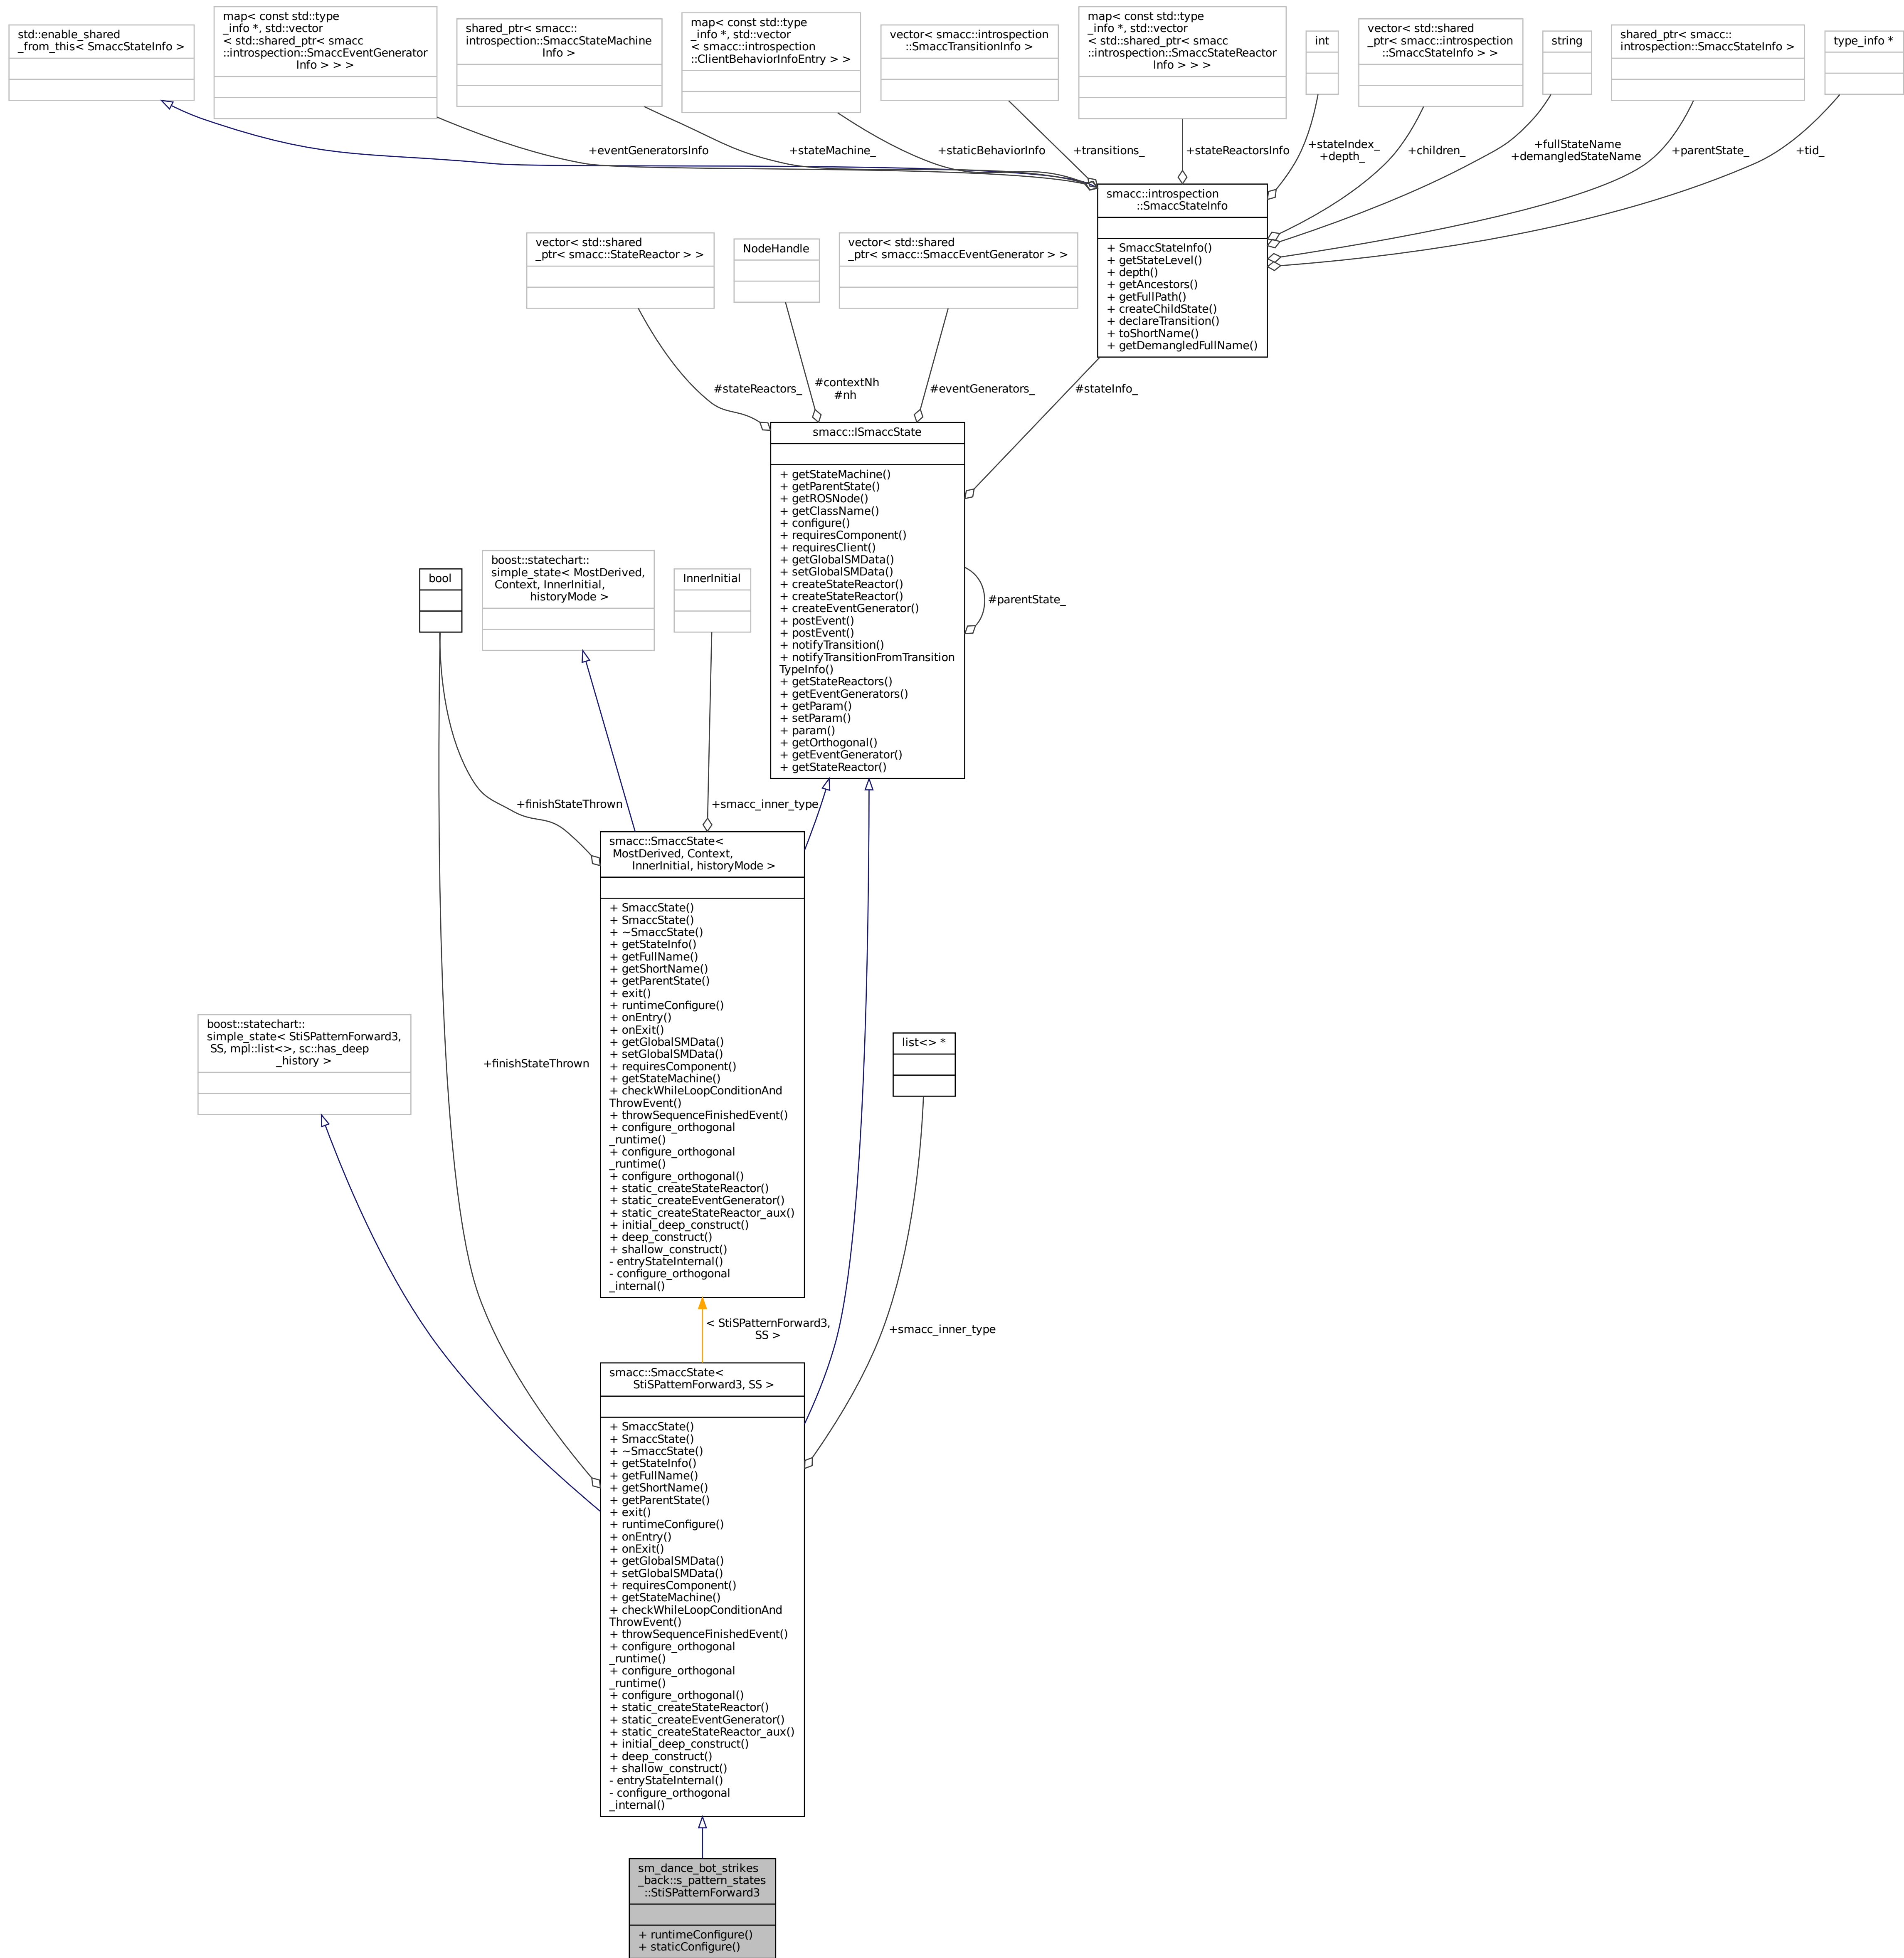 std::enable_shared
_from_this< SmaccStateInfo >
map< const std::type
_info *, std::vector
< std::shared_ptr< smacc
::introspection::SmaccEventGenerator
Info > > >
shared_ptr< smacc::
introspection::SmaccStateMachine
Info >
map< const std::type
_info *, std::vector
< smacc::introspection
::ClientBehaviorInfoEntry > >
vector< smacc::introspection
::SmaccTransitionInfo >
map< const std::type
_info *, std::vector
< std::shared_ptr< smacc
::introspection::SmaccStateReactor
Info > > >
int
vector< std::shared
_ptr< smacc::introspection
::SmaccStateInfo > >
string
shared_ptr< smacc::
introspection::SmaccStateInfo >
type_info *
+eventGeneratorsInfo
+stateMachine_
+staticBehaviorInfo
+transitions_
+stateReactorsInfo
+stateIndex_
+depth_
+children_
+fullStateName
+demangledStateName
+parentState_
+tid_
smacc::introspection
::SmaccStateInfo
+ SmaccStateInfo()
+ getStateLevel()
+ depth()
+ getAncestors()
+ getFullPath()
+ createChildState()
+ declareTransition()
+ toShortName()
+ getDemangledFullName()
vector< std::shared
_ptr< smacc::StateReactor > >
NodeHandle
vector< std::shared
_ptr< smacc::SmaccEventGenerator > >
#stateReactors_
#contextNh
#nh
#eventGenerators_
#stateInfo_
smacc::ISmaccState
+ getStateMachine()
+ getParentState()
+ getROSNode()
+ getClassName()
+ configure()
+ requiresComponent()
+ requiresClient()
+ getGlobalSMData()
+ setGlobalSMData()
+ createStateReactor()
+ createStateReactor()
+ createEventGenerator()
+ postEvent()
+ postEvent()
+ notifyTransition()
+ notifyTransitionFromTransition
TypeInfo()
+ getStateReactors()
+ getEventGenerators()
+ getParam()
+ setParam()
+ param()
+ getOrthogonal()
+ getEventGenerator()
+ getStateReactor()
#parentState_
bool
boost::statechart::
simple_state< MostDerived,
Context, InnerInitial,
historyMode >
InnerInitial
+finishStateThrown
+smacc_inner_type
smacc::SmaccState<
MostDerived, Context,
InnerInitial, historyMode >
+ SmaccState()
+ SmaccState()
+ ~SmaccState()
+ getStateInfo()
+ getFullName()
+ getShortName()
+ getParentState()
+ exit()
+ runtimeConfigure()
+ onEntry()
+ onExit()
+ getGlobalSMData()
+ setGlobalSMData()
+ requiresComponent()
+ getStateMachine()
+ checkWhileLoopConditionAnd
ThrowEvent()
+ throwSequenceFinishedEvent()
+ configure_orthogonal
_runtime()
+ configure_orthogonal
_runtime()
+ configure_orthogonal()
+ static_createStateReactor()
+ static_createEventGenerator()
+ static_createStateReactor_aux()
+ initial_deep_construct()
+ deep_construct()
+ shallow_construct()
- entryStateInternal()
- configure_orthogonal
_internal()
boost::statechart::
simple_state< StiSPatternForward3,
SS, mpl::list<>, sc::has_deep
_history >
+finishStateThrown
list<> *
< StiSPatternForward3,
SS >
+smacc_inner_type
smacc::SmaccState<
StiSPatternForward3, SS >
+ SmaccState()
+ SmaccState()
+ ~SmaccState()
+ getStateInfo()
+ getFullName()
+ getShortName()
+ getParentState()
+ exit()
+ runtimeConfigure()
+ onEntry()
+ onExit()
+ getGlobalSMData()
+ setGlobalSMData()
+ requiresComponent()
+ getStateMachine()
+ checkWhileLoopConditionAnd
ThrowEvent()
+ throwSequenceFinishedEvent()
+ configure_orthogonal
_runtime()
+ configure_orthogonal
_runtime()
+ configure_orthogonal()
+ static_createStateReactor()
+ static_createEventGenerator()
+ static_createStateReactor_aux()
+ initial_deep_construct()
+ deep_construct()
+ shallow_construct()
- entryStateInternal()
- configure_orthogonal
_internal()
sm_dance_bot_strikes
_back::s_pattern_states
::StiSPatternForward3
+ runtimeConfigure()
+ staticConfigure()